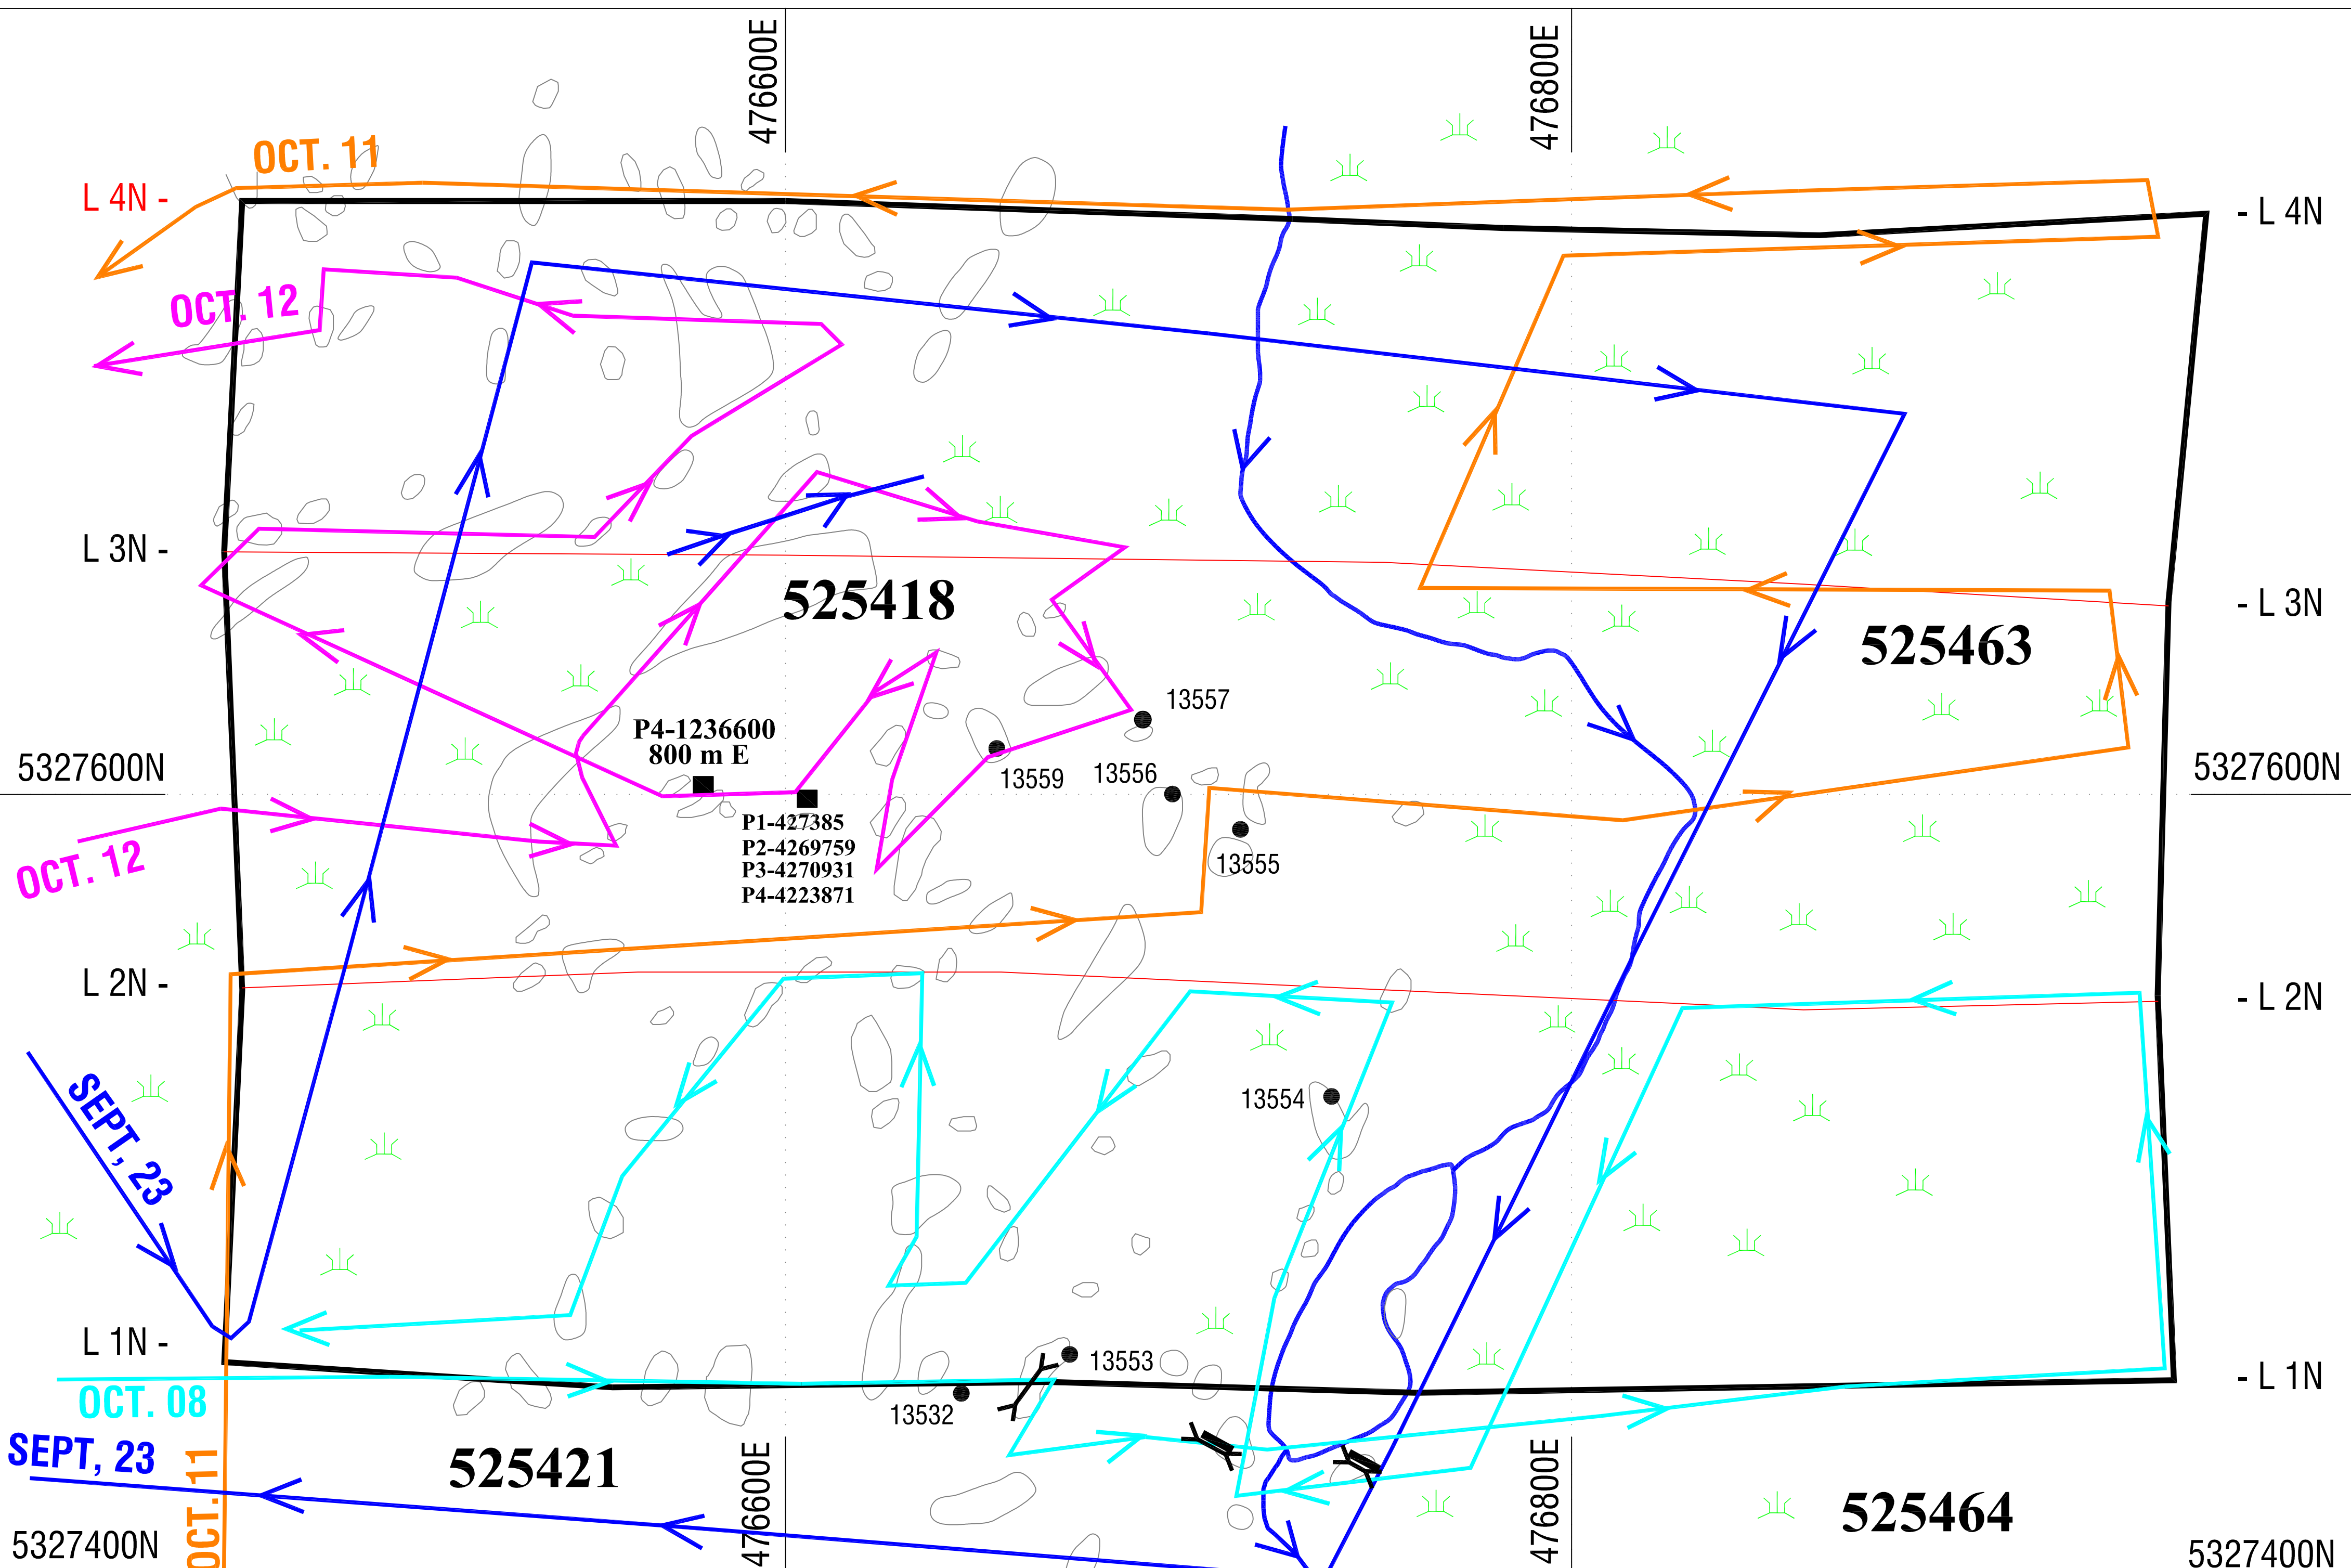 476600E
476800E
OCT. 11
L 4N -
- L 4N
OCT. 12
L 3N -
525418
- L 3N
525463
13557
P4-1236600
800 m E
5327600N
13559
13556
5327600N
P1-427385
P2-4269759
P3-4270931
P4-4223871
13555
OCT. 12
L 2N -
- L 2N
SEPT, 23
13554
L 1N -
13553
- L 1N
OCT. 08
13532
SEPT, 23
525421
OCT. 11
476600E
476800E
525464
5327400N
5327400N